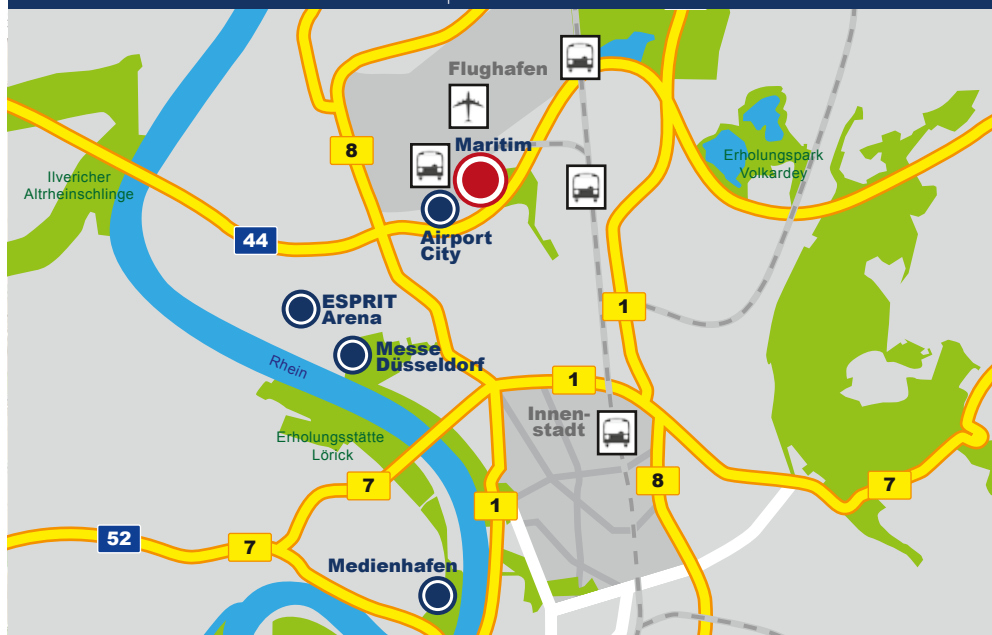 Flughafen
8
Maritim
Erholungspark
Volkardey
Ilvericher
Altrheinschlinge
44
Airport
City
ESPRIT
Arena
1
Messe
Düsseldorf
Rhein
1
Innen-
stadt
Erholungsstätte
Lörick
7
8
7
1
52
7
Medienhafen